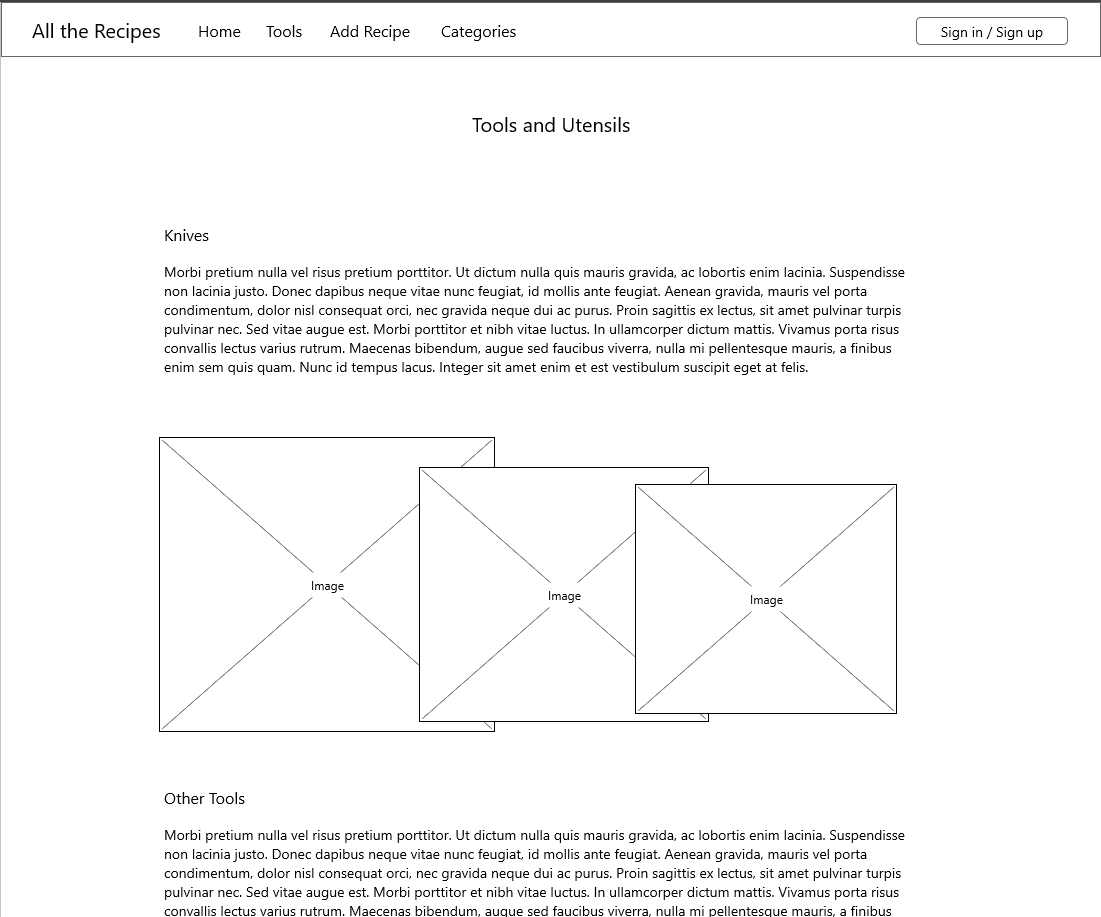 All the Recipes Home Tools Add Recipe Categories Sign in / Sign up
Tools and Utensils
Knives
Morbi pretium nulla vel risus pretium porttitor. Ut dictum nulla quis mauris gravida, ac lobortis enim lacinia. Suspendisse
non lacinia justo. Donec dapibus neque vitae nunc feugiat, id mollis ante feugiat. Aenean gravida, mauris vel porta
condimentum, dolor nisl consequat orci, nec gravida neque dui ac purus. Proin sagittis ex lectus, sit amet pulvinar turpis
pulvinar nec. Sed vitae augue est. Morbi porttitor et nibh vitae luctus. In ullamcorper dictum mattis. Vivamus porta risus
convallis lectus varius rutrum. Maecenas bibendum, augue sed faucibus viverra, nulla mi pellentesque mauris, a finibus
enim sem quis quam. Nunc id tempus lacus. Integer sit amet enim et est vestibulum suscipit eget at felis.
Image
Image
Image
Other Tools
Morbi pretium nulla vel risus pretium porttitor. Ut dictum nulla quis mauris gravida, ac lobortis enim lacinia. Suspendisse
non lacinia justo. Donec dapibus neque vitae nunc feugiat, id mollis ante feugiat. Aenean gravida, mauris vel porta
condimentum, dolor nisl consequat orci, nec gravida neque dui ac purus. Proin sagittis ex lectus, sit amet pulvinar turpis
pulvinar nec. Sed vitae augue est. Morbi porttitor et nibh vitae luctus. In ullamcorper dictum mattis. Vivamus porta risus
convallis lectus varius rutrum. Maecenas bibendum, augue sed faucibus viverra, nulla mi pellentesque mauris, a finibus